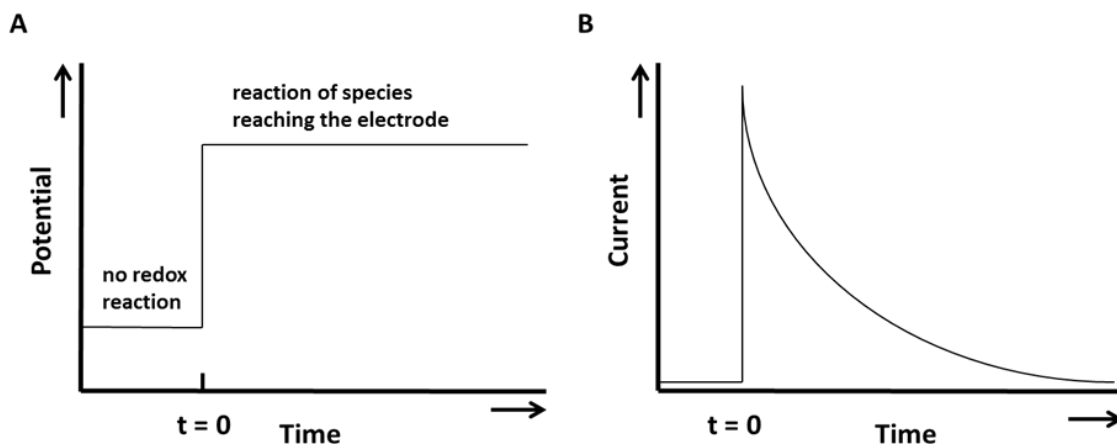 A
Potential
reaction of species
reaching the electrode
no redox
reaction
t = 0
Time
B
Current
t = 0
Time